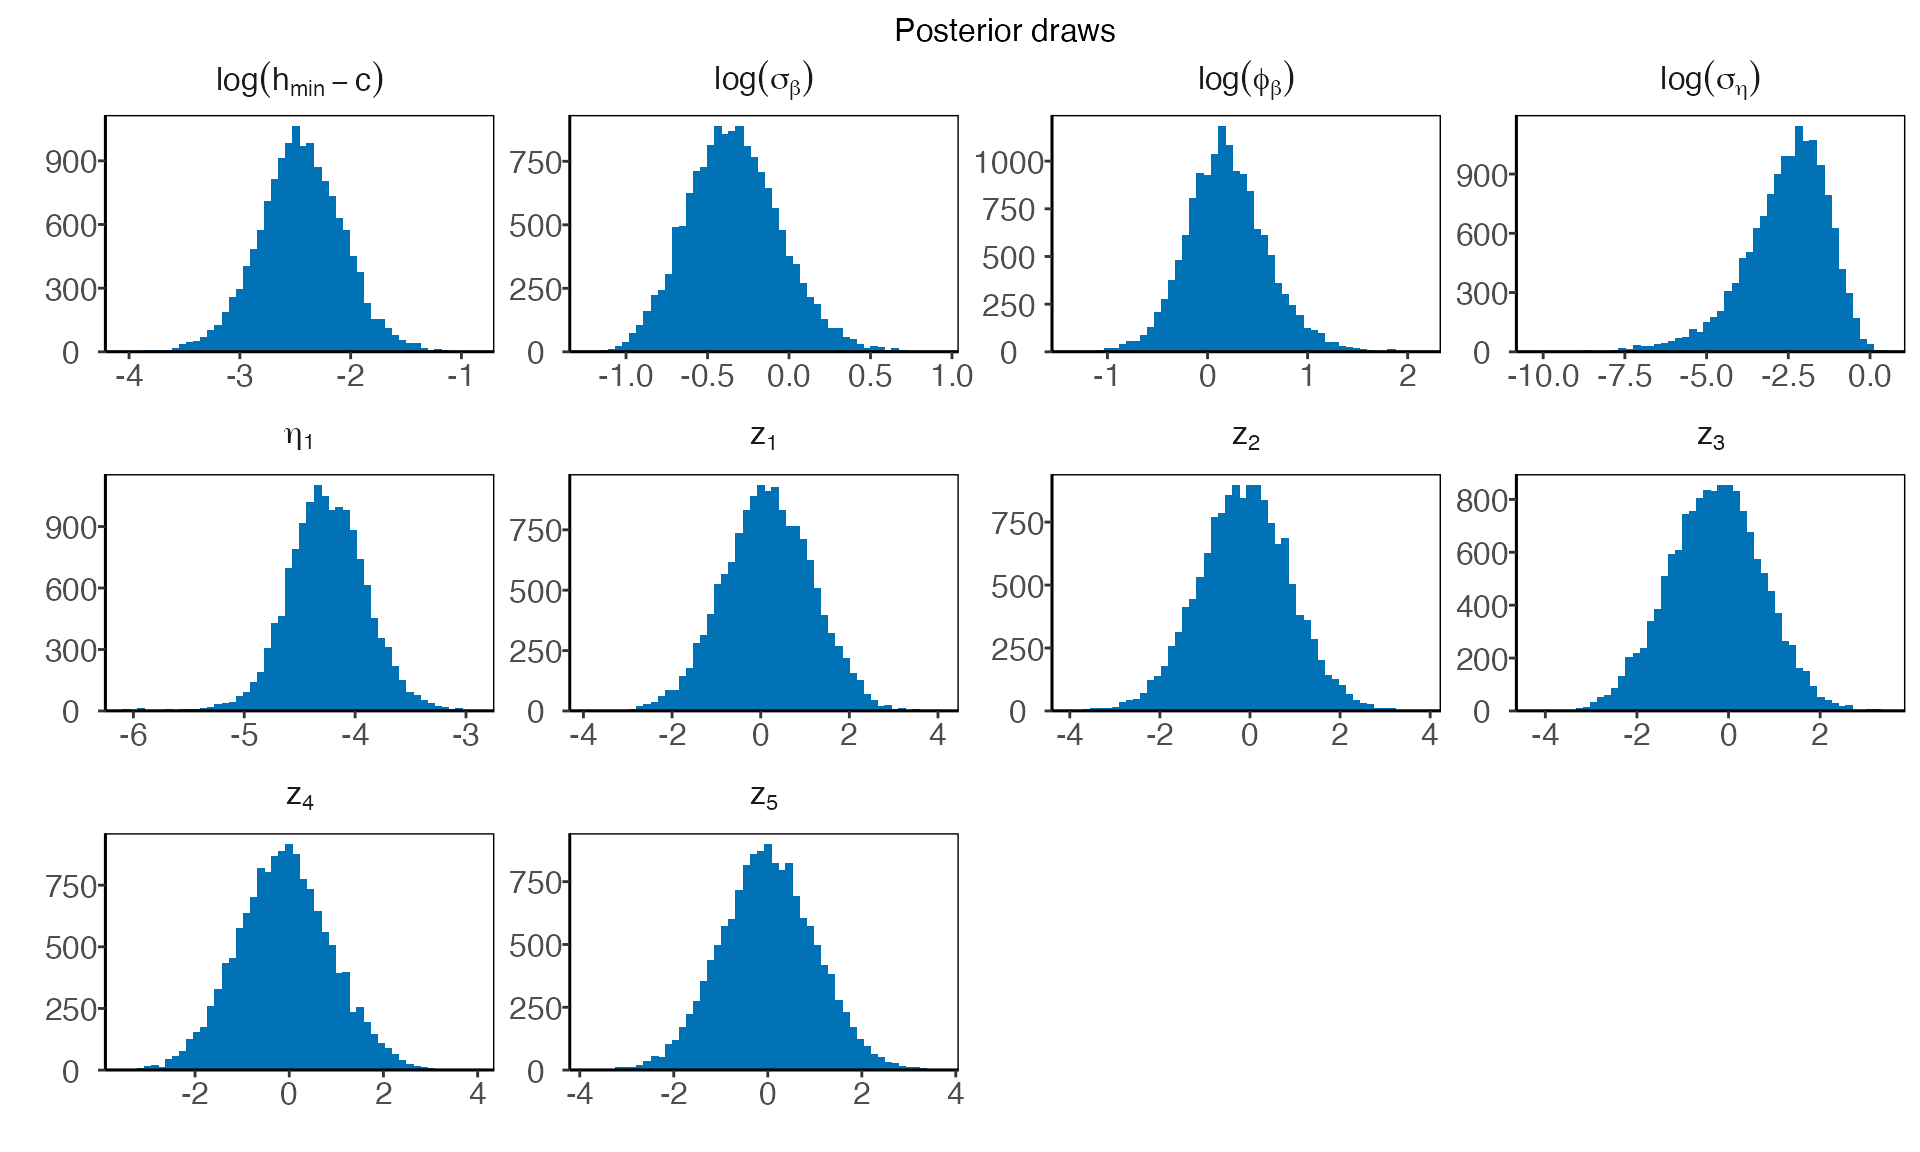 Posterior draws
log(h_min − c) log(σ_β) log(ϕ_β) log(σ_η)
900 600 300 0 750 500 250 0 1000 750 500 250 0 900 600 300 0
-4 -3 -2 -1 -1.0 -0.5 0.0 0.5 1.0 -1 0 1 2 -10.0 -7.5 -5.0 -2.5 0.0
η₁ z₁ z₂ z₃
900 600 300 0 750 500 250 0 750 500 250 0 800 600 400 200 0
-6 -5 -4 -3 -4 -2 0 2 4 -4 -2 0 2 4 -4 -2 0 2
z₄ z₅
750 500 250 0 750 500 250 0
-2 0 2 4 -4 -2 0 2 4